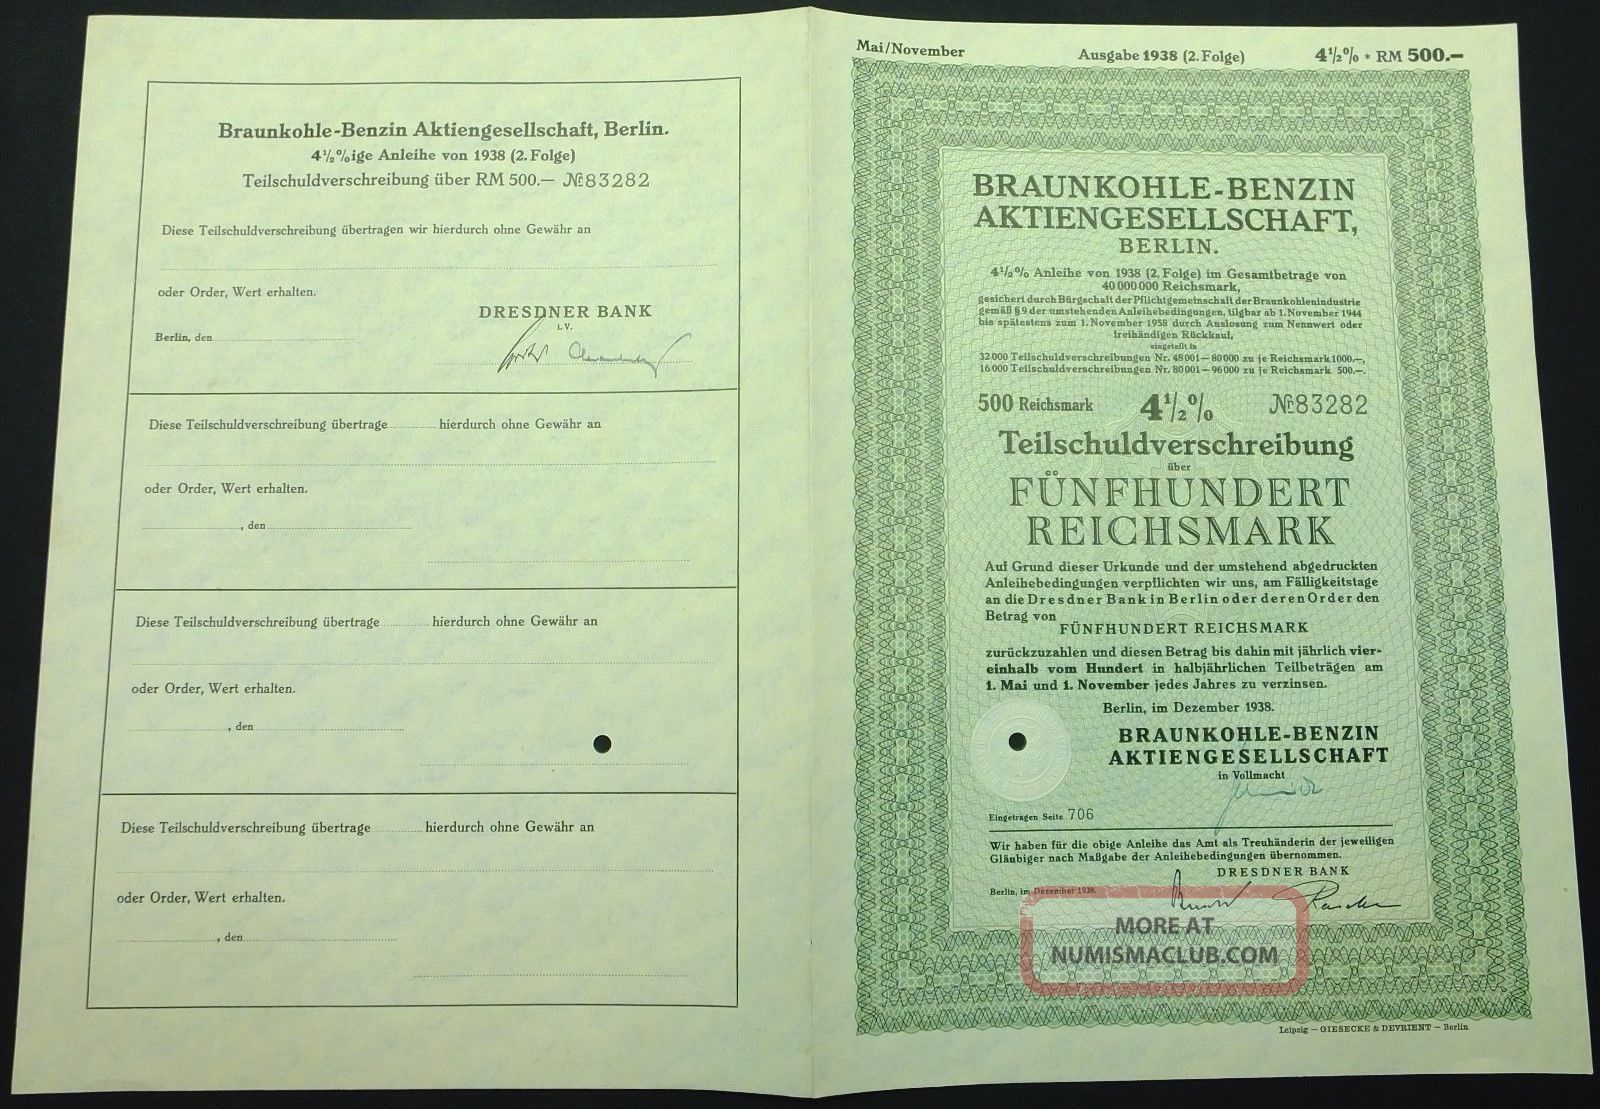 Braunkohle-Benzin Aktiengesellschaft, Berlin.
4½%ige Anleihe von 1938 (2. Folge)
Teilschuldverschreibung über RM 500.— № 83282
Diese Teilschuldverschreibung übertragen wir hierdurch ohne Gewähr an
oder Order, Wert erhalten.
DRESDNER BANK
i.V.
Berlin, den
Diese Teilschuldverschreibung übertrage hierdurch ohne Gewähr an
oder Order, Wert erhalten.
, den
Diese Teilschuldverschreibung übertrage hierdurch ohne Gewähr an
oder Order, Wert erhalten.
, den
Diese Teilschuldverschreibung übertrage hierdurch ohne Gewähr an
oder Order, Wert erhalten.
, den
Mai/November Ausgabe 1938 (2. Folge) 4½% * RM 500.—
BRAUNKOHLE-BENZIN
AKTIENGESELLSCHAFT,
BERLIN.
4½% Anleihe von 1938 (2. Folge) im Gesamtbetrage von
40 000 000 Reichsmark,
gesichert durch Bürgschaft der Pflichtgemeinschaft der Braunkohlenindustrie
gemäß § 9 der umstehenden Anleihebedingungen, tilgbar ab 1. November 1944
bis spätestens zum 1. November 1958 durch Auslosung zum Nennwert oder
freihändigen Rückkauf,
eingeteilt in
32 000 Teilschuldverschreibungen Nr. 48 001 — 80 000 zu je Reichsmark 1000.—,
16 000 Teilschuldverschreibungen Nr. 80 001 — 96 000 zu je Reichsmark 500.—.
500 Reichsmark 4½% № 83282
Teilschuldverschreibung
über
FÜNFHUNDERT
REICHSMARK
Auf Grund dieser Urkunde und der umstehend abgedruckten
Anleihebedingungen verpflichten wir uns, am Fälligkeitstage
an die Dresdner Bank in Berlin oder deren Order den
Betrag von
FÜNFHUNDERT REICHSMARK
zurückzuzahlen und diesen Betrag bis dahin mit jährlich vier-
einhalb vom Hundert in halbjährlichen Teilbeträgen am
1. Mai und 1. November jedes Jahres zu verzinsen.
Berlin, im Dezember 1938.
BRAUNKOHLE-BENZIN
AKTIENGESELLSCHAFT
in Vollmacht
Eingetragen Seite 706
Wir haben für die obige Anleihe das Amt als Treuhänderin der jeweiligen
Gläubiger nach Maßgabe der Anleihebedingungen übernommen.
DRESDNER BANK
Berlin, im Dezember 1938.
MORE AT
NUMISMACLUB.COM
Leipzig — GIESECKE & DEVRIENT — Berlin